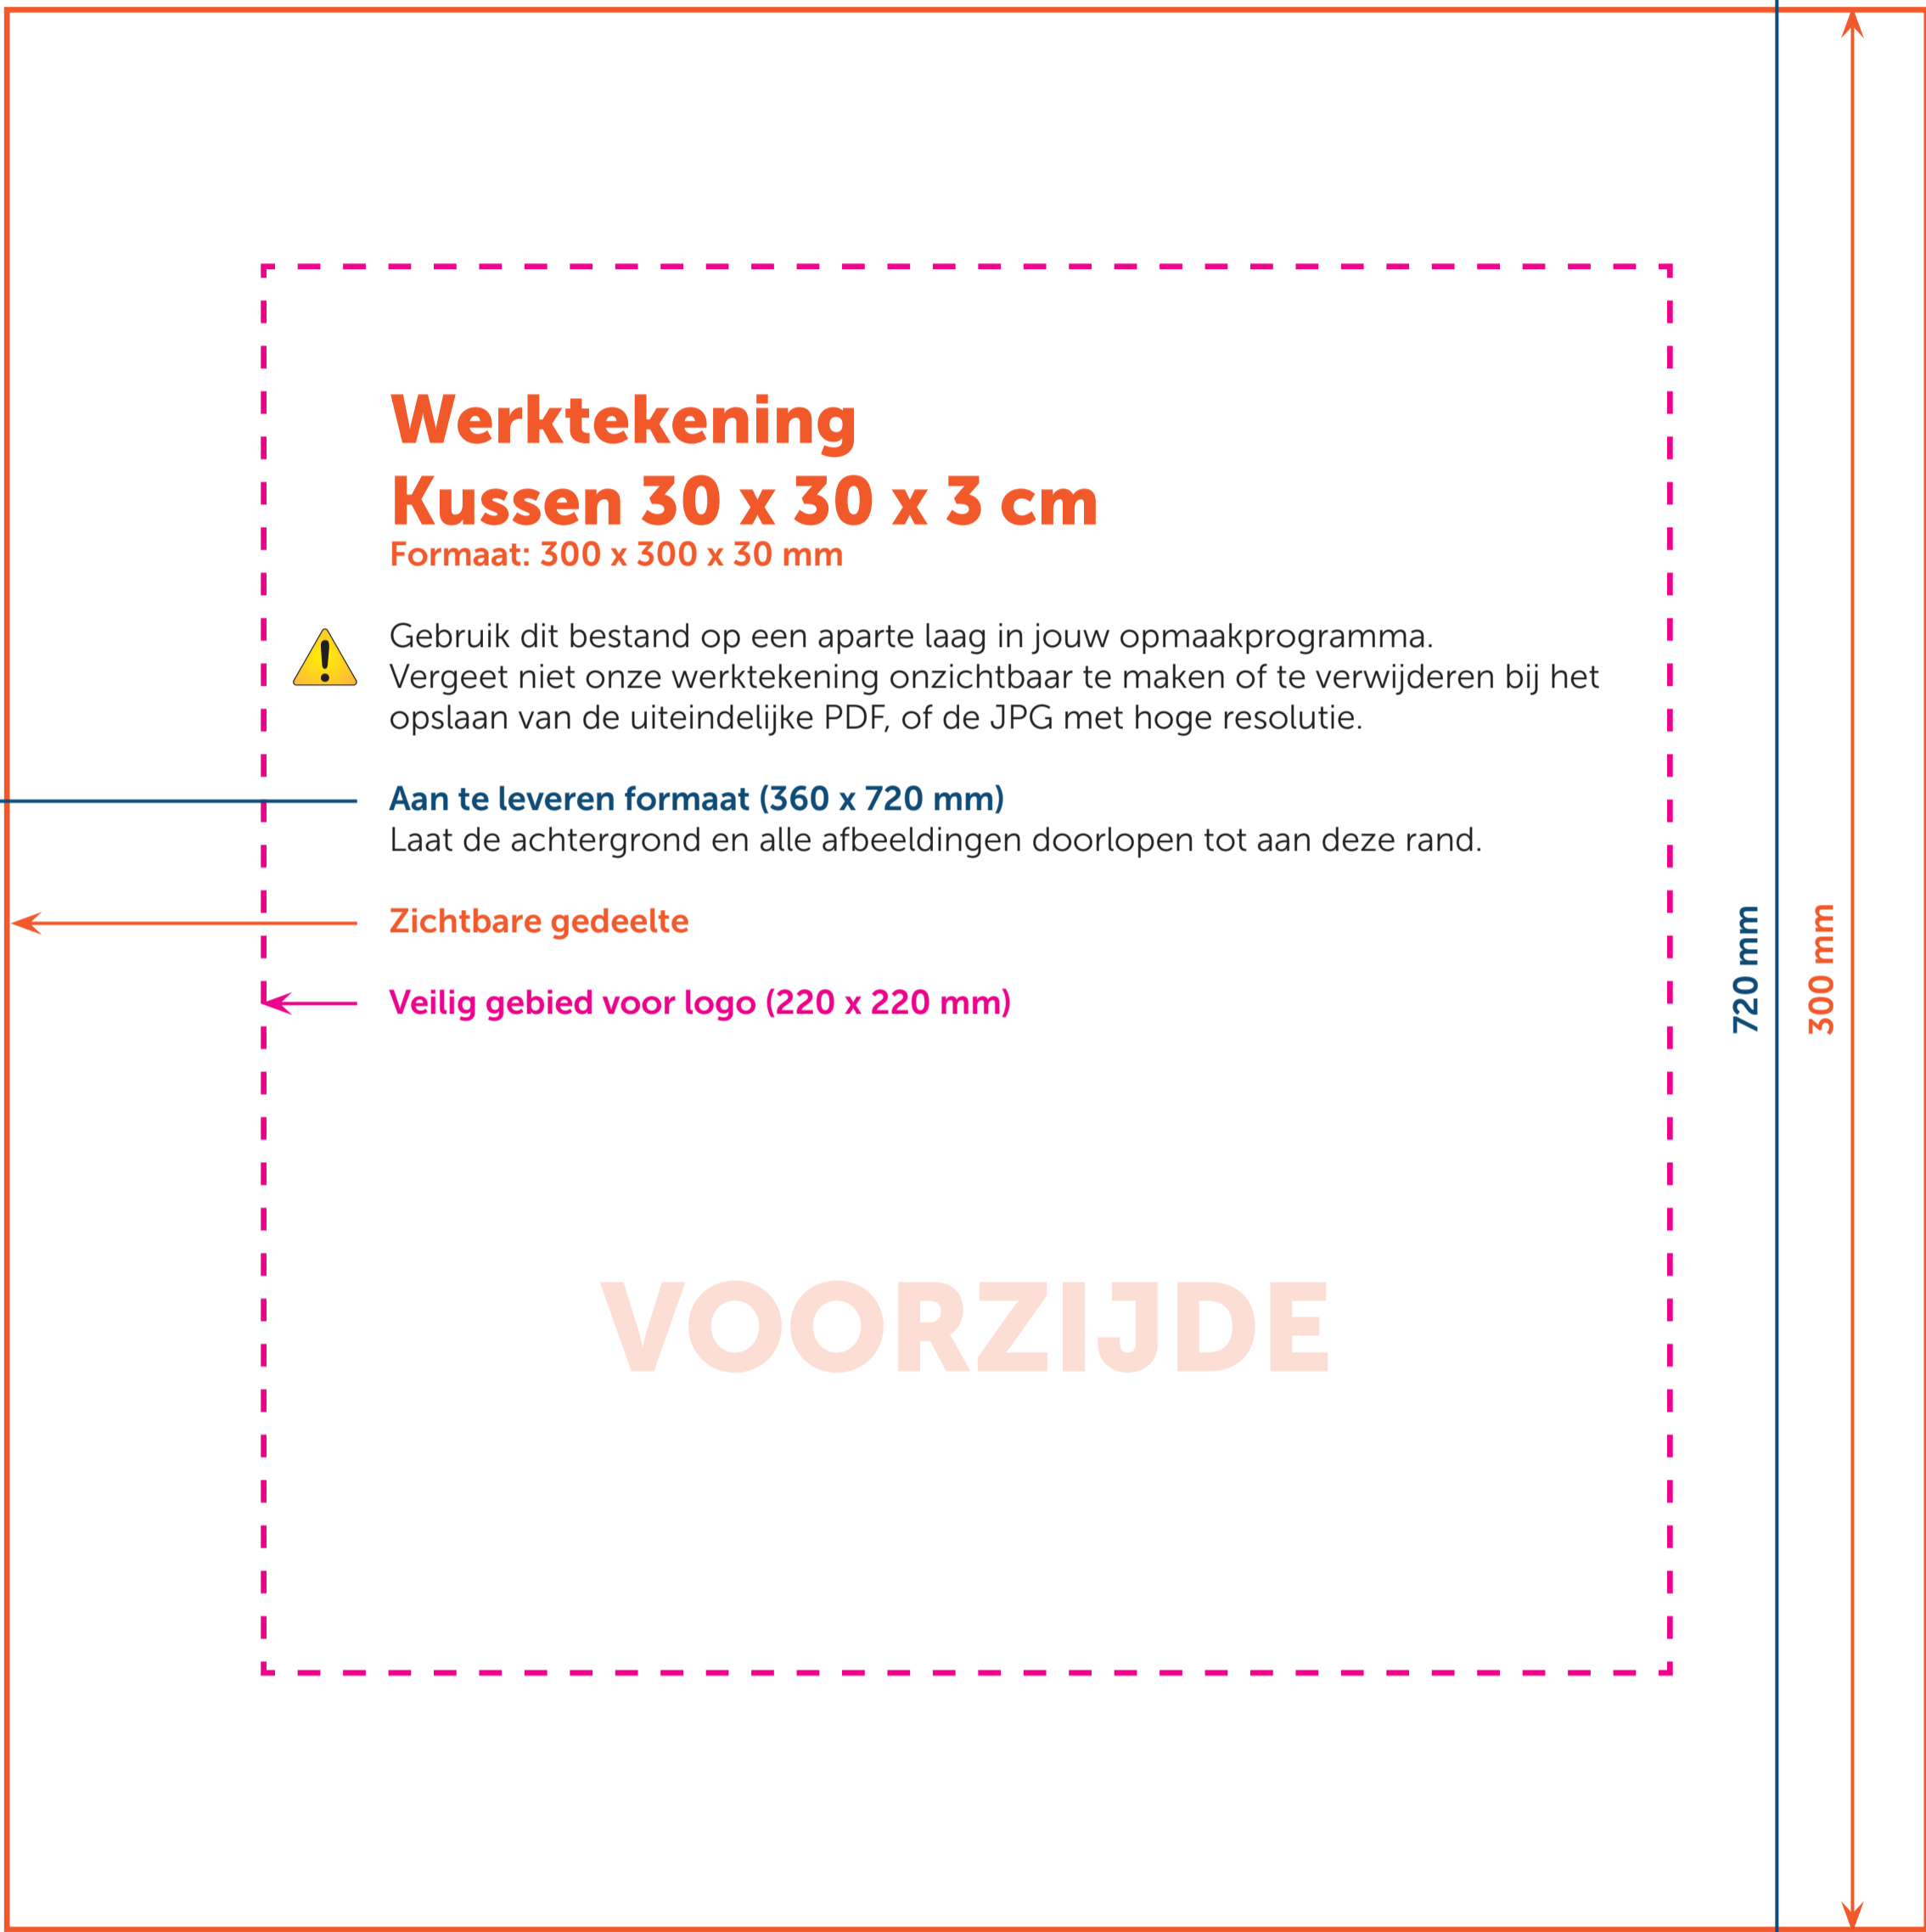 Werktekening
Kussen 30 x 30 x 3 cm
Formaat: 300 x 300 x 30 mm
Gebruik dit bestand op een aparte laag in jouw opmaakprogramma.
Vergeet niet onze werktekening onzichtbaar te maken of te verwijderen bij het
opslaan van de uiteindelijke PDF, of de JPG met hoge resolutie.
Aan te leveren formaat (360 x 720 mm)
Laat de achtergrond en alle afbeeldingen doorlopen tot aan deze rand.
Zichtbare gedeelte
Veilig gebied voor logo (220 x 220 mm)
720 mm
300 mm
VOORZIJDE